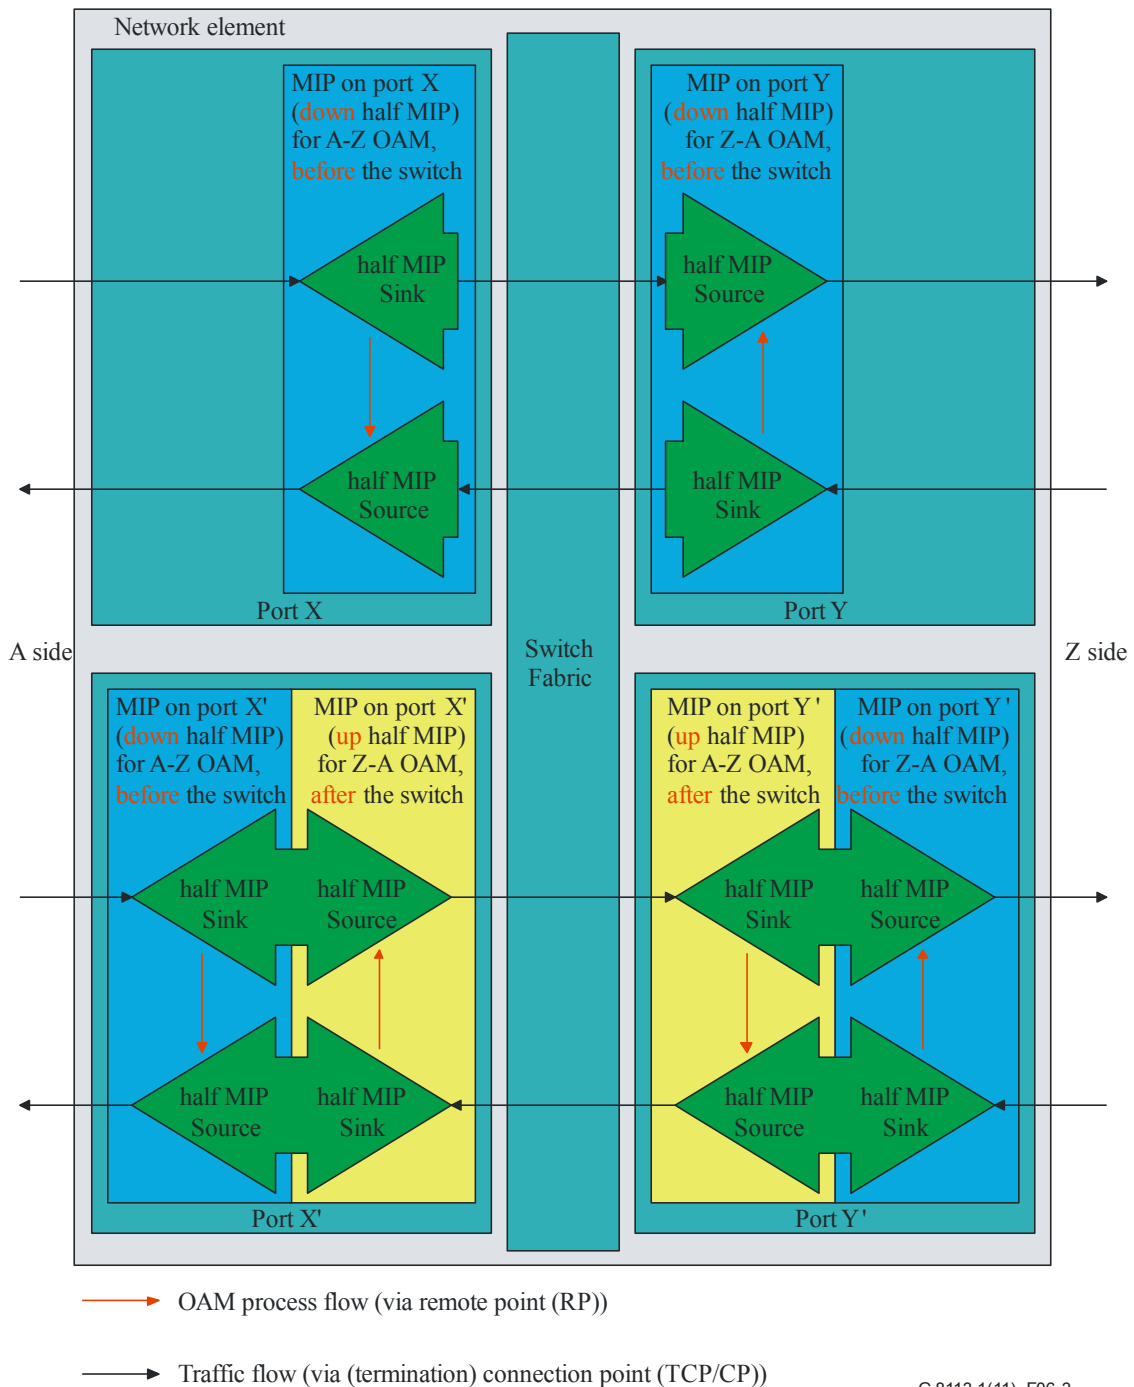 Network element
MIP on port X
(down half MIP)
for A-Z OAM,
before the switch
MIP on port Y
(down half MIP)
for Z-A OAM,
before the switch
half MIP
Sink
half MIP
Source
half MIP
Source
half MIP
Sink
Port X
Port Y
A side
Switch
Fabric
Z side
MIP on port X'
(down half MIP)
for A-Z OAM,
before the switch
MIP on port X'
(up half MIP)
for Z-A OAM,
after the switch
MIP on port Y'
(up half MIP)
for A-Z OAM,
after the switch
MIP on port Y'
(down half MIP)
for Z-A OAM,
before the switch
half MIP
Sink
half MIP
Source
half MIP
Sink
half MIP
Source
half MIP
Source
half MIP
Sink
half MIP
Source
half MIP
Sink
Port X'
Port Y'
OAM process flow (via remote point (RP))
Traffic flow (via (termination) connection point (TCP/CP))